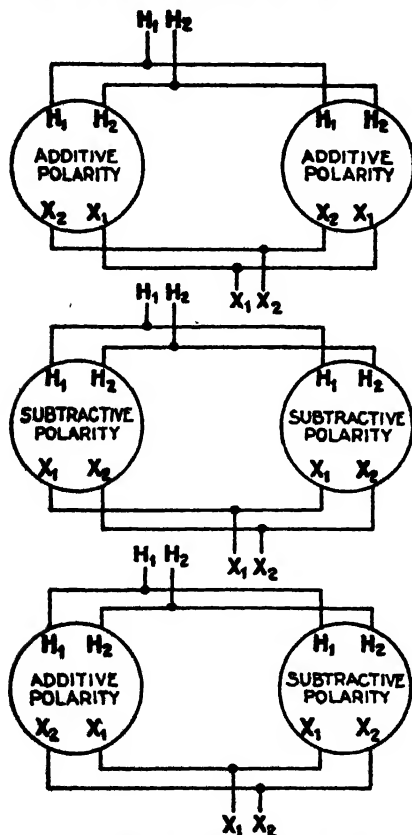 H₁ H₂
H₁ H₂ H₁ H₂
ADDITIVE POLARITY ADDITIVE POLARITY
X₂ X₁ X₂ X₁
X₁ X₂
H₁ H₂
H₁ H₂ H₁ H₂
SUBTRACTIVE POLARITY SUBTRACTIVE POLARITY
X₁ X₂ X₁ X₂
X₁ X₂
H₁ H₂
H₁ H₂ H₁ H₂
ADDITIVE POLARITY SUBTRACTIVE POLARITY
X₂ X₁ X₁ X₂
X₁ X₂